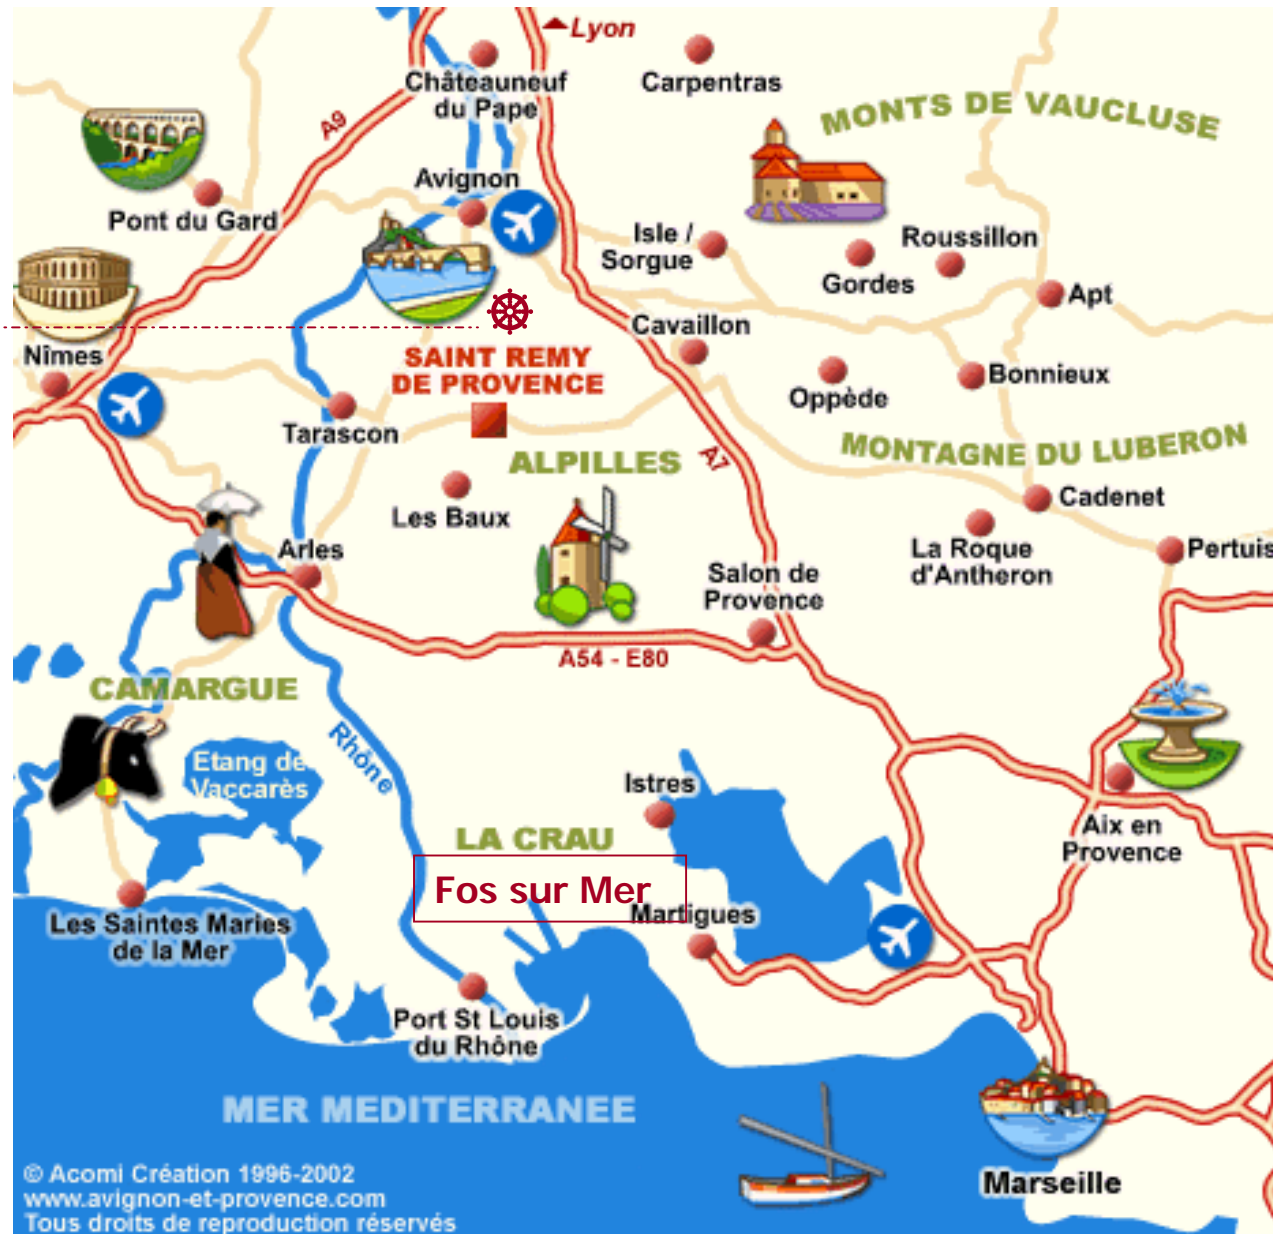 Lyon
Châteauneuf
du Pape
Carpentras
MONTS DE VAUCLUSE
A9
Avignon
Pont du Gard
Isle /
Sorgue
Roussillon
Gordes
Apt
Cavaillon
Nîmes
SAINT REMY
DE PROVENCE
Oppède
Bonnieux
Tarascon
MONTAGNE DU LUBERON
ALPILLES
A7
Les Baux
Cadenet
Arles
La Roque
d'Antheron
Pertuis
Salon de
Provence
A54 - E80
CAMARGUE
Rhône
Etang de
Vaccarès
Istres
LA CRAU
Aix en
Provence
Fos sur Mer
Martigues
Les Saintes Maries
de la Mer
Port St Louis
du Rhône
MER MEDITERRANEE
Marseille
© Acomi Création 1996-2002
www.avignon-et-provence.com
Tous droits de reproduction réservés